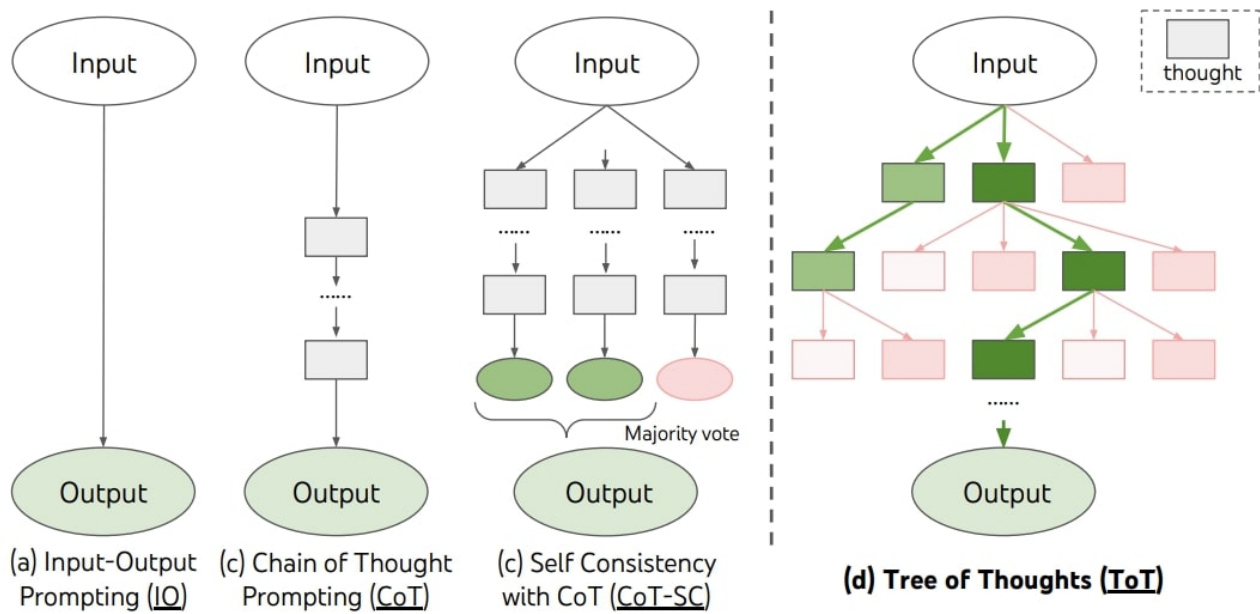 Input
Input
Input
Input
thought
......
......
......
......
......
Majority vote
Output
Output
Output
Output
(a) Input-Output
Prompting (IO)
(c) Chain of Thought
Prompting (CoT)
(c) Self Consistency
with CoT (CoT-SC)
(d) Tree of Thoughts (ToT)